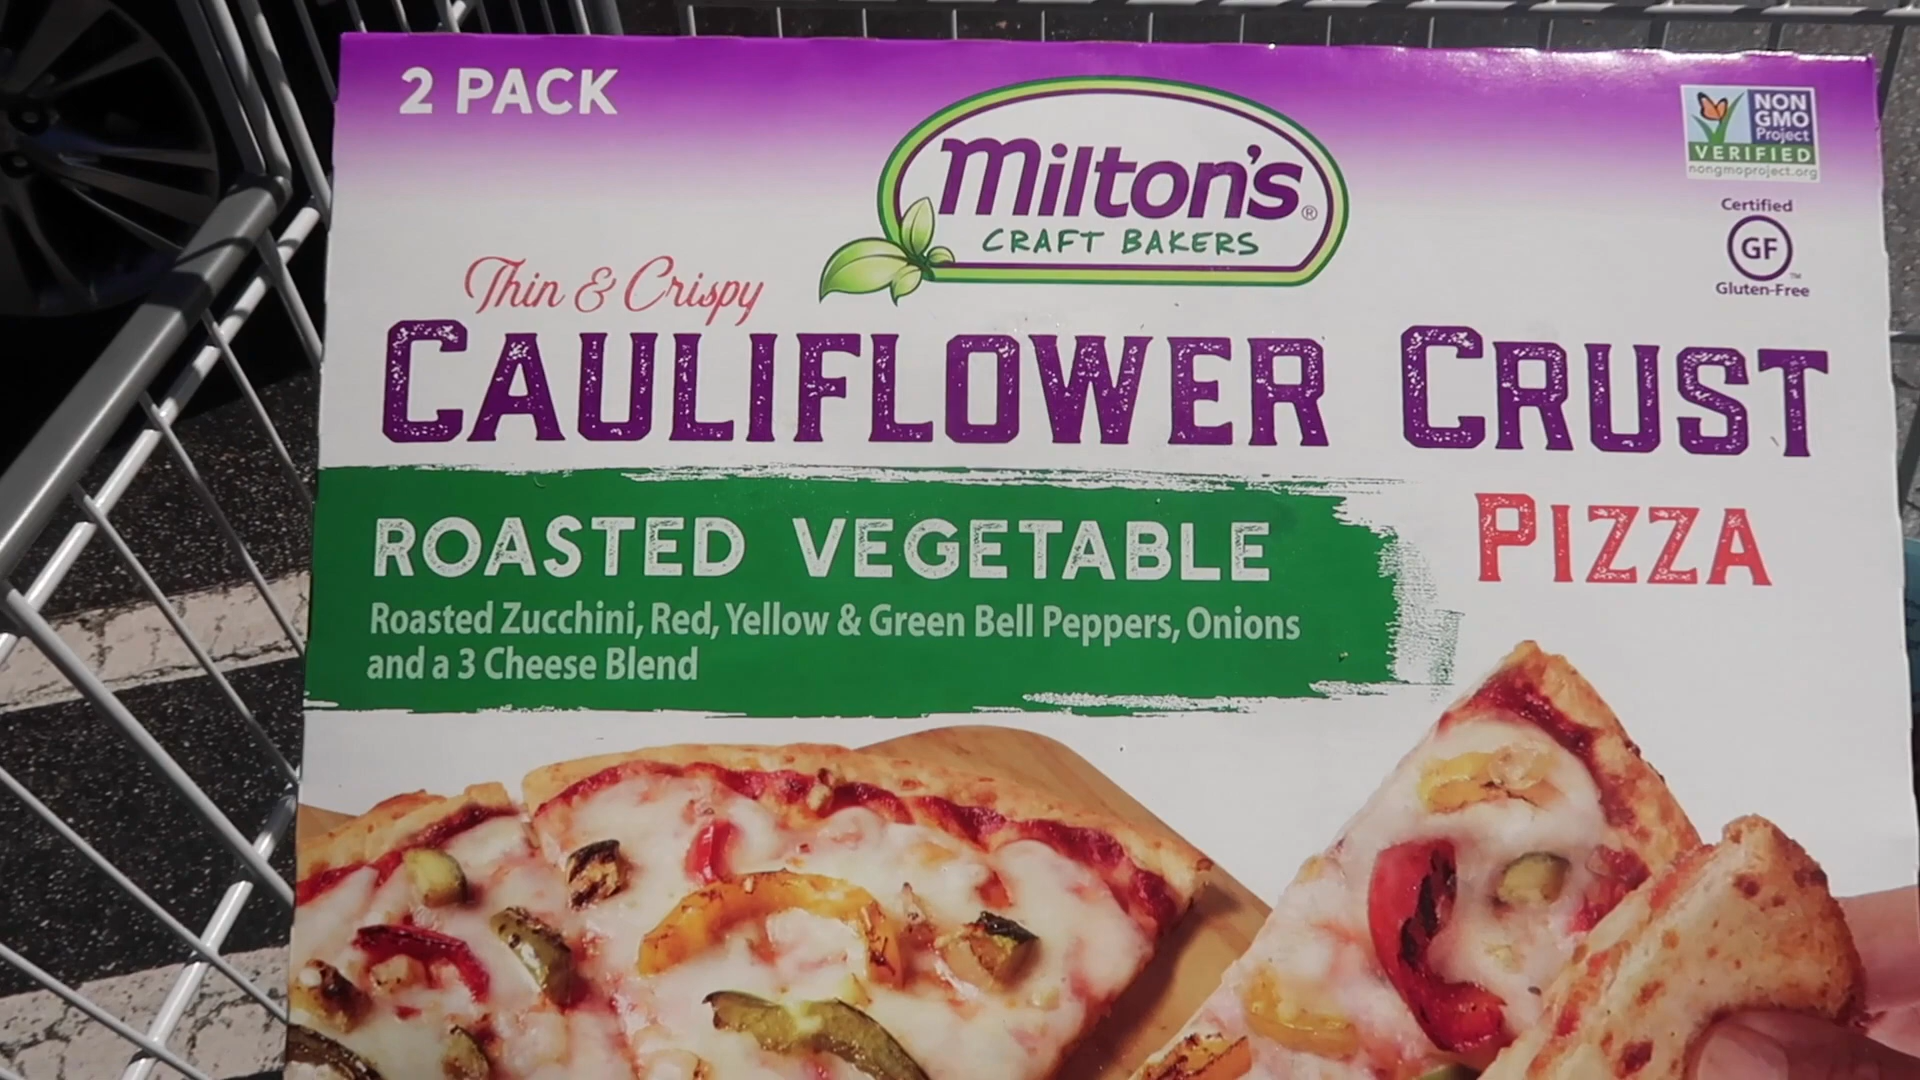 2 PACK
Milton's®
CRAFT BAKERS
NON
GMO
Project
VERIFIED
nongmoproject.org
Certified
GF
™
Gluten-Free
Thin & Crispy
CAULIFLOWER CRUST
PIZZA
ROASTED VEGETABLE
Roasted Zucchini, Red, Yellow & Green Bell Peppers, Onions
and a 3 Cheese Blend